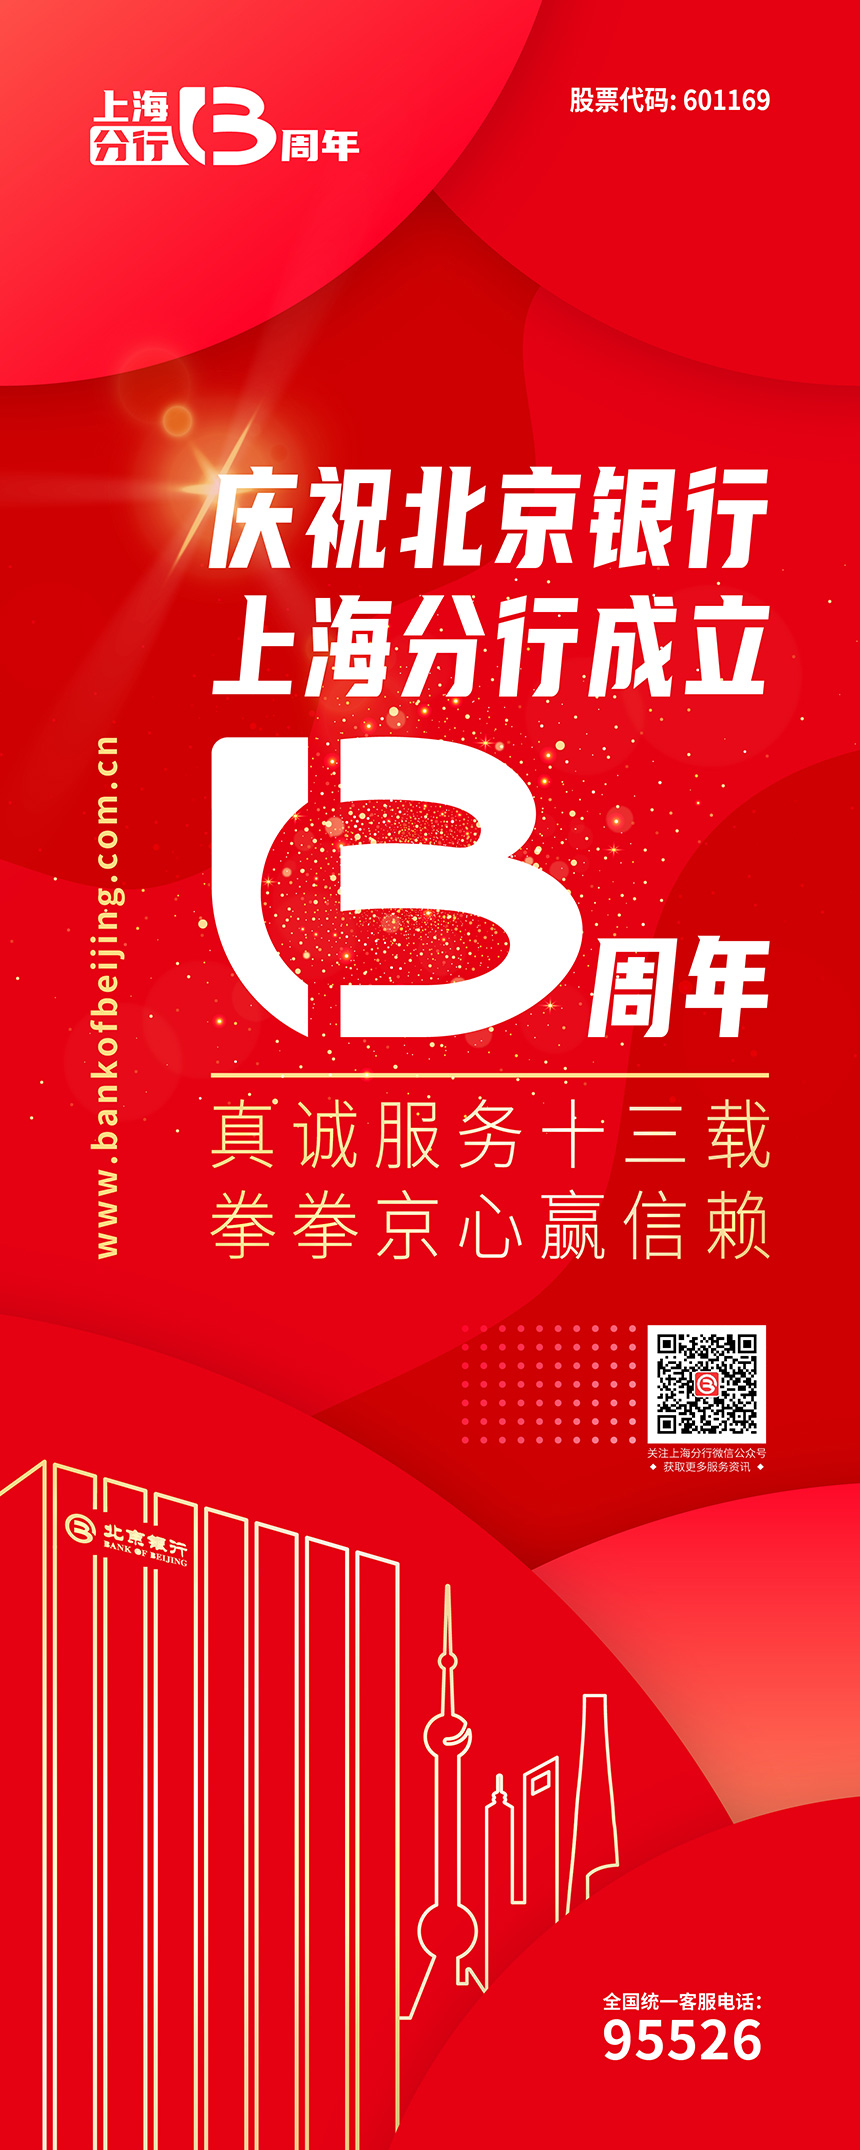 上海
分行
13
周年
股票代码: 601169
庆祝北京银行
上海分行成立
13
周年
www.bankofbeijing.com.cn
真诚服务十三载
拳拳京心赢信赖
关注上海分行微信公众号
◆ 获取更多服务资讯 ◆
北京银行
BANK OF BEIJING
全国统一客服电话:
95526